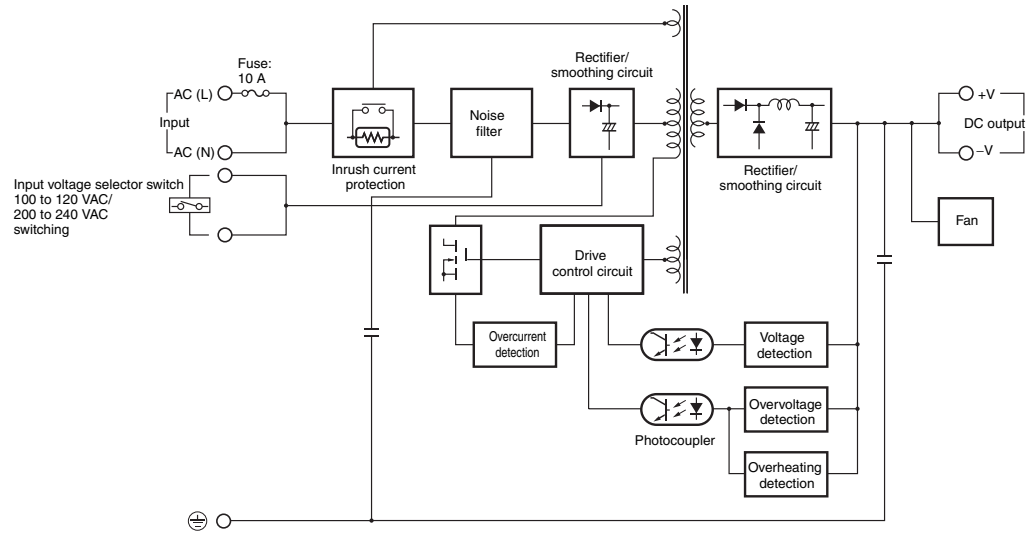 Fuse:
10 A
AC (L)
Input
AC (N)
Input voltage selector switch
100 to 120 VAC/
200 to 240 VAC
switching
Inrush current
protection
Noise
filter
Rectifier/
smoothing circuit
Rectifier/
smoothing circuit
+V
DC output
−V
Fan
Drive
control circuit
Overcurrent
detection
Voltage
detection
Overvoltage
detection
Photocoupler
Overheating
detection